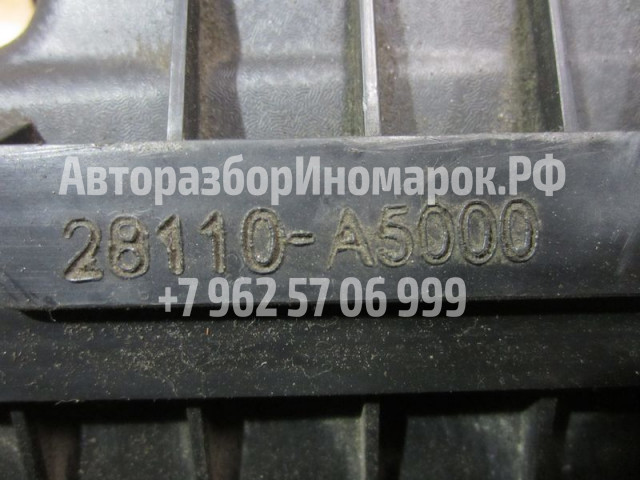 АвторазборИномарок.РФ
28110-A5000
+7 962 57 06 999